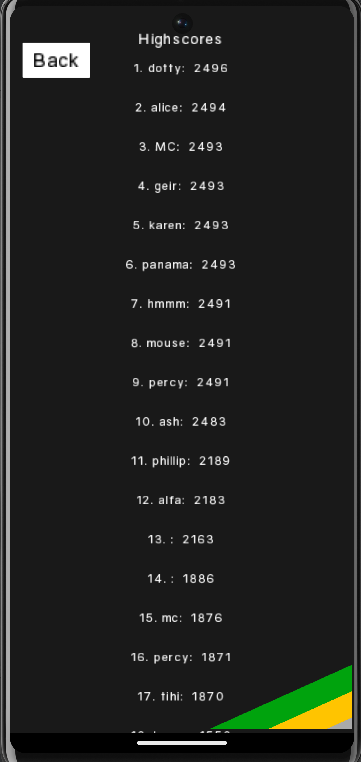 Highscores
Back
1. dotty: 2496
2. alice: 2494
3. MC: 2493
4. geir: 2493
5. karen: 2493
6. panama: 2493
7. hmmm: 2491
8. mouse: 2491
9. percy: 2491
10. ash: 2483
11. phillip: 2189
12. alfa: 2183
13. : 2163
14. : 1886
15. mc: 1876
16. percy: 1871
17. tihi: 1870